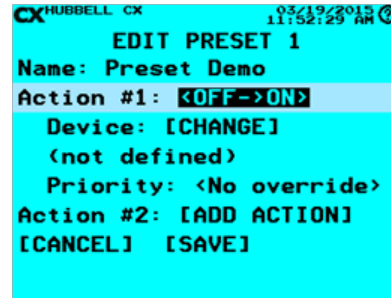 CX HUBBELL CX 03/19/2015
11:52:29 AM
EDIT PRESET 1
Name: Preset Demo
Action #1: <OFF->ON>
Device: [CHANGE]
(not defined)
Priority: <No override>
Action #2: [ADD ACTION]
[CANCEL] [SAVE]